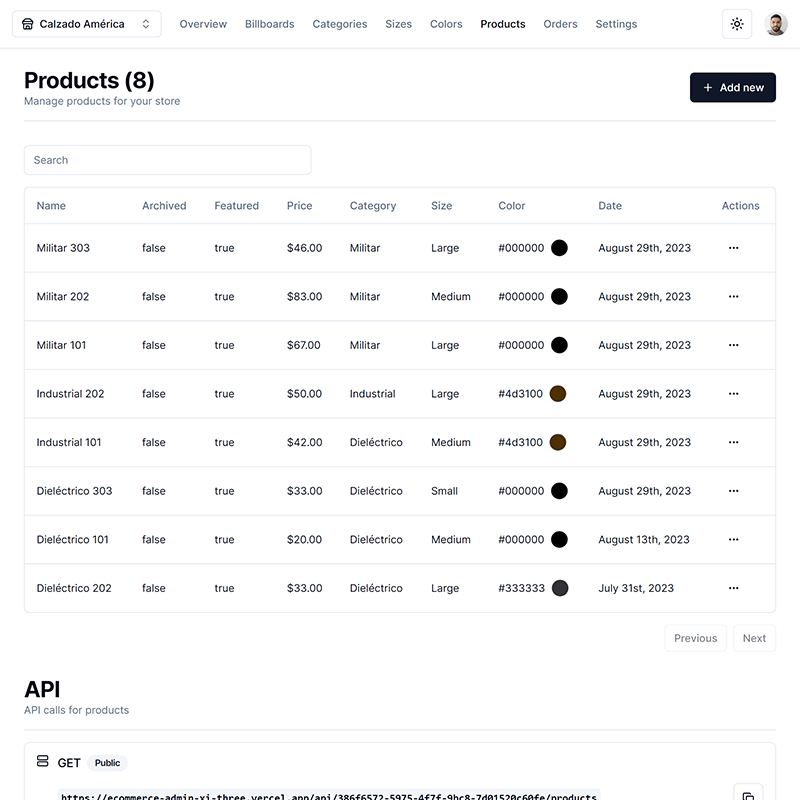 Calzado América Overview Billboards Categories Sizes Colors Products Orders Settings
Products (8)
Manage products for your store
+ Add new
Search
Name Archived Featured Price Category Size Color Date Actions
Militar 303 false true $46.00 Militar Large #000000 August 29th, 2023 ···
Militar 202 false true $83.00 Militar Medium #000000 August 29th, 2023 ···
Militar 101 false true $67.00 Militar Large #000000 August 29th, 2023 ···
Industrial 202 false true $50.00 Industrial Large #4d3100 August 29th, 2023 ···
Industrial 101 false true $42.00 Dieléctrico Medium #4d3100 August 29th, 2023 ···
Dieléctrico 303 false true $33.00 Dieléctrico Small #000000 August 29th, 2023 ···
Dieléctrico 101 false true $20.00 Dieléctrico Medium #000000 August 13th, 2023 ···
Dieléctrico 202 false true $33.00 Dieléctrico Large #333333 July 31st, 2023 ···
Previous Next
API
API calls for products
GET Public
https://ecommerce-admin-xi-three.vercel.app/api/386f6572-5975-4f7f-9bc8-7d01520c60fe/products